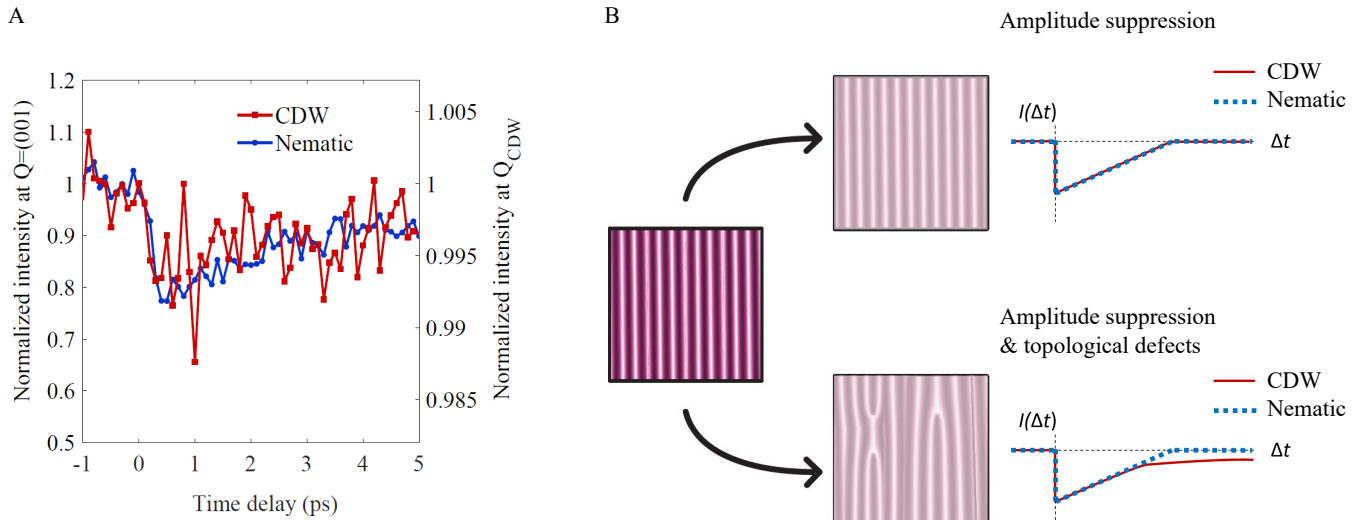 A
Normalized intensity at Q=(001)
1.2
1.1
1
0.9
0.8
0.7
0.6
0.5
CDW
Nematic
1.005
1
0.995
0.99
0.985
Normalized intensity at Q_CDW
-1 0 1 2 3 4 5
Time delay (ps)
B
Amplitude suppression
CDW
Nematic
I(Δt)
Δt
Amplitude suppression
& topological defects
CDW
Nematic
I(Δt)
Δt